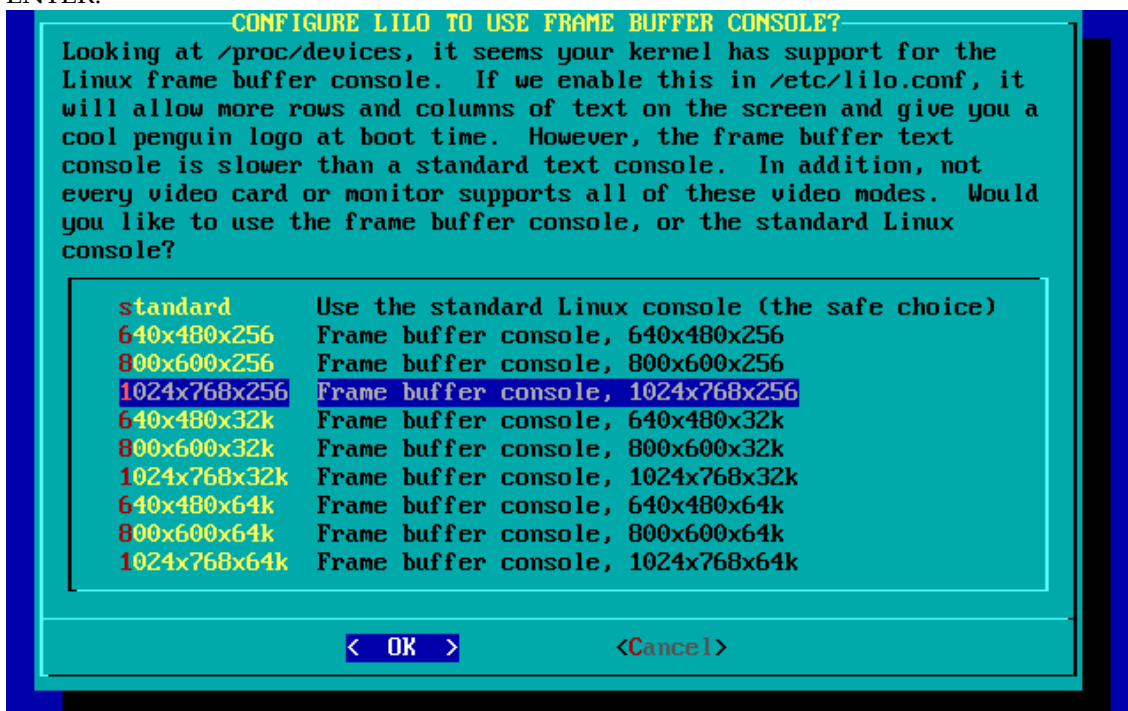 ENTER.
CONFIGURE LILO TO USE FRAME BUFFER CONSOLE?
Looking at /proc/devices, it seems your kernel has support for the
Linux frame buffer console.  If we enable this in /etc/lilo.conf, it
will allow more rows and columns of text on the screen and give you a
cool penguin logo at boot time.  However, the frame buffer text
console is slower than a standard text console.  In addition, not
every video card or monitor supports all of these video modes.  Would
you like to use the frame buffer console, or the standard Linux
console?
standard Use the standard Linux console (the safe choice)
640x480x256 Frame buffer console, 640x480x256
800x600x256 Frame buffer console, 800x600x256
1024x768x256 Frame buffer console, 1024x768x256
640x480x32k Frame buffer console, 640x480x32k
800x600x32k Frame buffer console, 800x600x32k
1024x768x32k Frame buffer console, 1024x768x32k
640x480x64k Frame buffer console, 640x480x64k
800x600x64k Frame buffer console, 800x600x64k
1024x768x64k Frame buffer console, 1024x768x64k
< OK > <Cancel>